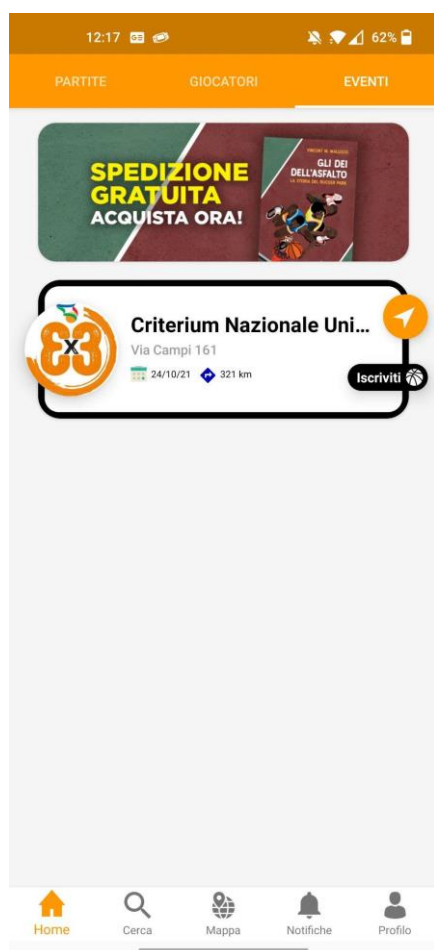 12:17 62%
PARTITE GIOCATORI EVENTI
SPEDIZIONE
GRATUITA
ACQUISTA ORA!
GLI DEI
DELL'ASFALTO
3X3
Criterium Nazionale Uni...
Via Campi 161
24/10/21 321 km
Iscriviti
Home Cerca Mappa Notifiche Profilo